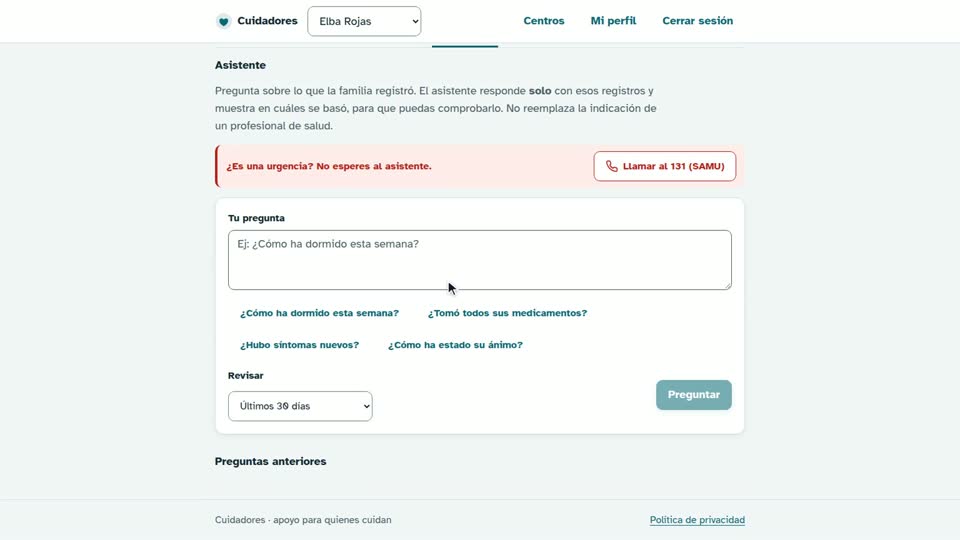 Cuidadores
Elba Rojas
Centros
Mi perfil
Cerrar sesión
Asistente
Pregunta sobre lo que la familia registró. El asistente responde solo con esos registros y
muestra en cuáles se basó, para que puedas comprobarlo. No reemplaza la indicación de
un profesional de salud.
¿Es una urgencia? No esperes al asistente.
Llamar al 131 (SAMU)
Tu pregunta
Ej: ¿Cómo ha dormido esta semana?
¿Cómo ha dormido esta semana?
¿Tomó todos sus medicamentos?
¿Hubo síntomas nuevos?
¿Cómo ha estado su ánimo?
Revisar
Últimos 30 días
Preguntar
Preguntas anteriores
Cuidadores · apoyo para quienes cuidan
Política de privacidad